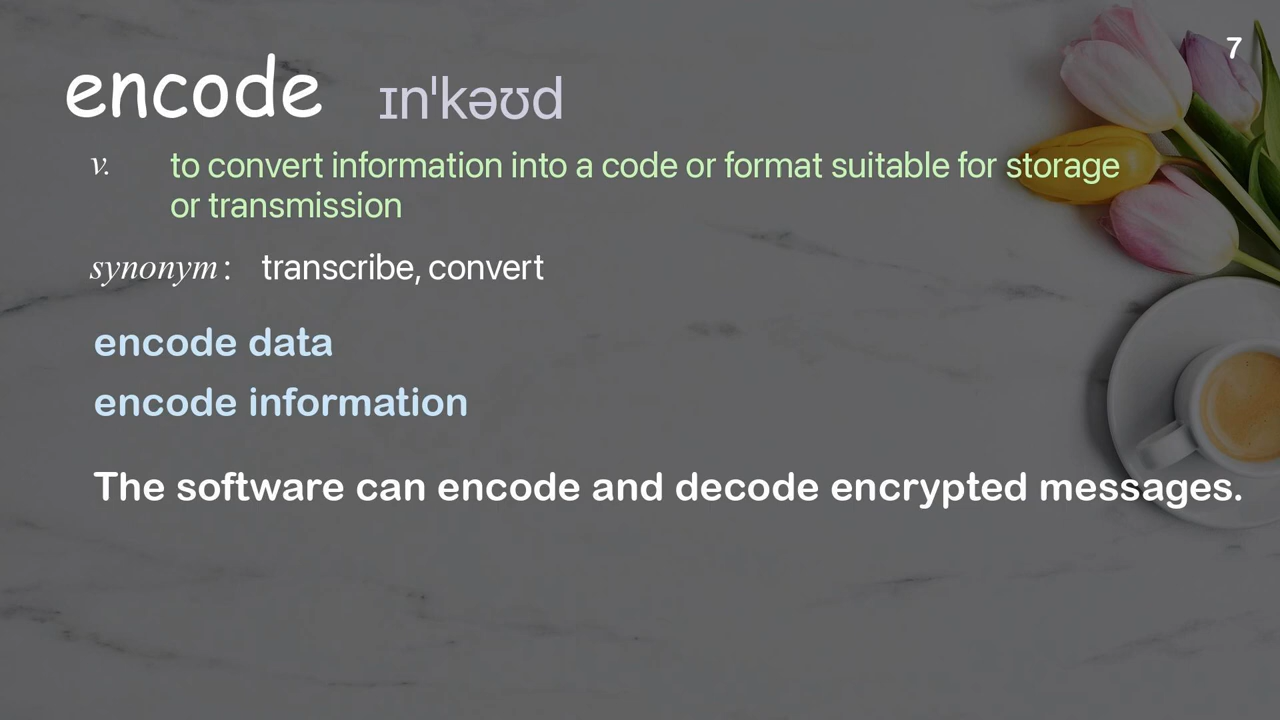 7
encode ɪnˈkəʊd
v. to convert information into a code or format suitable for storage
or transmission
synonym: transcribe, convert
encode data
encode information
The software can encode and decode encrypted messages.